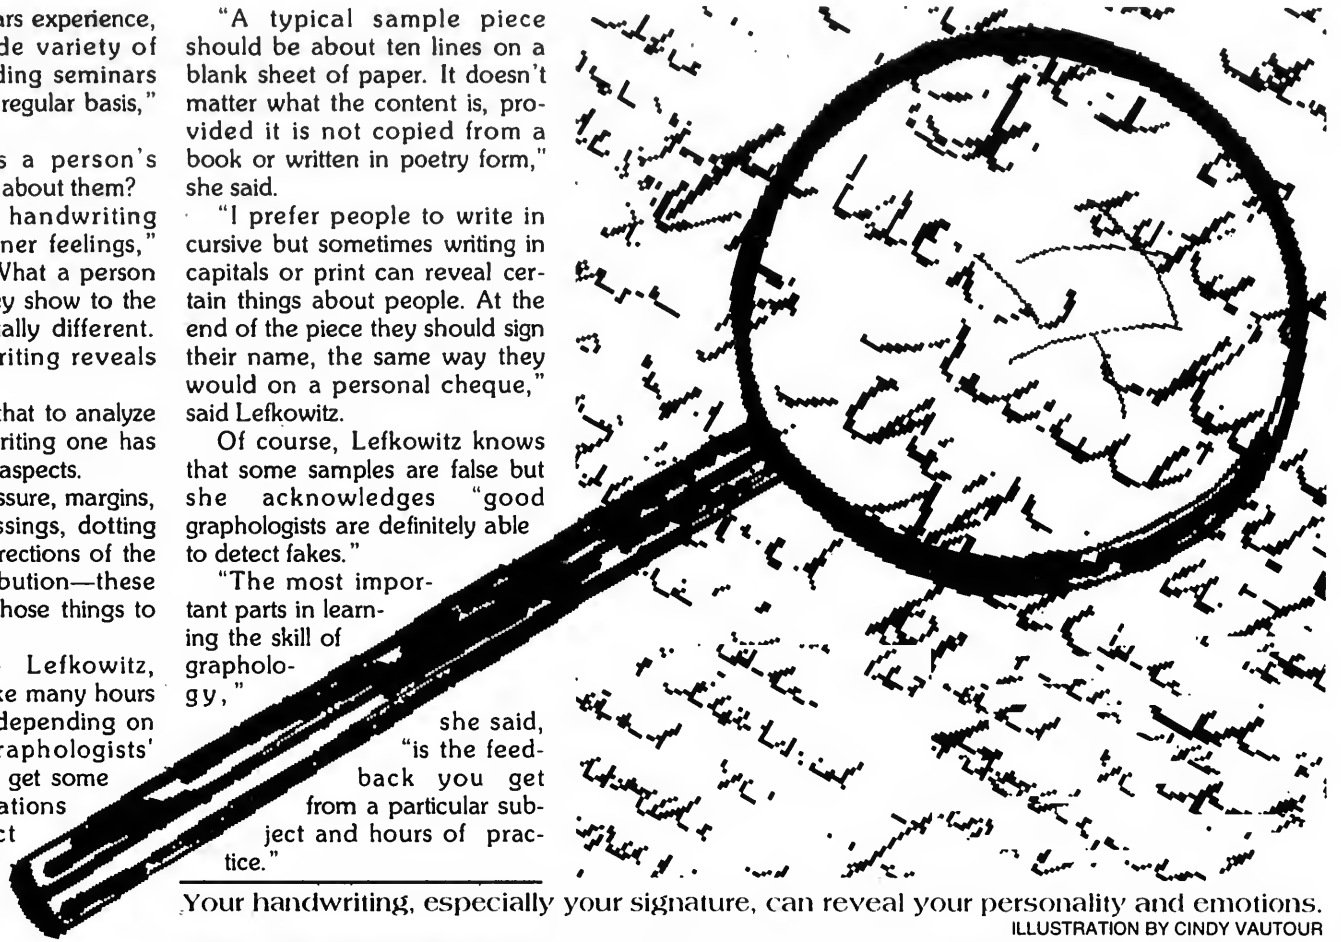 ars experience,
de variety of
ding seminars
regular basis,"
s a person's
about them?
handwriting
ner feelings,"
What a person
ey show to the
ally different.
riting reveals
that to analyze
riting one has
aspects.
ssure, margins,
ssings, dotting
rections of the
bution—these
hose things to
Lefkowitz,
ke many hours
depending on
raphologists'
get some
ations
ct
"A typical sample piece
should be about ten lines on a
blank sheet of paper. It doesn't
matter what the content is, pro-
vided it is not copied from a
book or written in poetry form,"
she said.
"I prefer people to write in
cursive but sometimes writing in
capitals or print can reveal cer-
tain things about people. At the
end of the piece they should sign
their name, the same way they
would on a personal cheque,"
said Lefkowitz.
Of course, Lefkowitz knows
that some samples are false but
she acknowledges "good
graphologists are definitely able
to detect fakes."
"The most impor-
tant parts in learn-
ing the skill of
grapholo-
gy,"
she said,
"is the feed-
back you get
from a particular sub-
ject and hours of prac-
tice."
Your handwriting, especially your signature, can reveal your personality and emotions.
ILLUSTRATION BY CINDY VAUTOUR